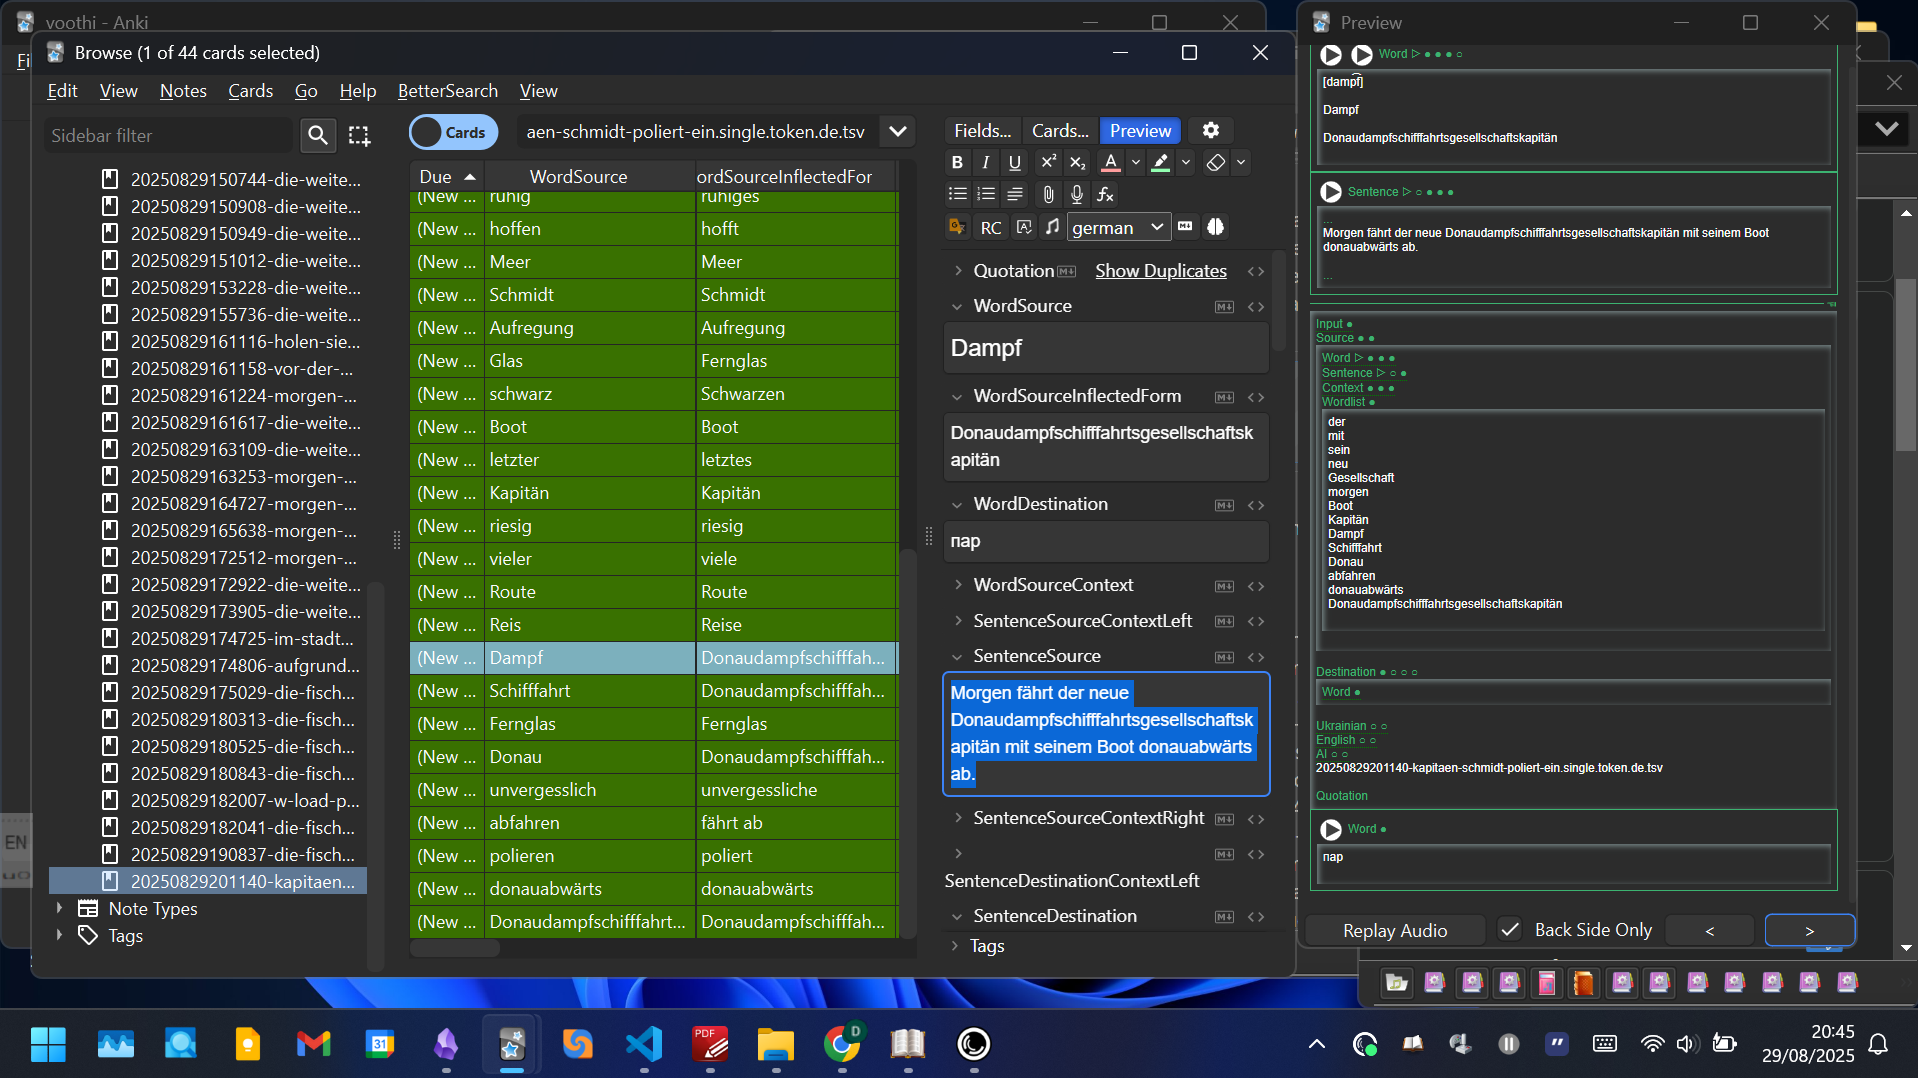 voothi - Anki
Browse (1 of 44 cards selected)
Edit View Notes Cards Go Help BetterSearch View
Sidebar filter
20250829150744-die-weite...
20250829150908-die-weite...
20250829150949-die-weite...
20250829151012-die-weite...
20250829153228-die-weite...
20250829155736-die-weite...
20250829161116-holen-sie...
20250829161158-vor-der-...
20250829161224-morgen-...
20250829161617-die-weite...
20250829163109-die-weite...
20250829163253-morgen-...
20250829164727-morgen-...
20250829165638-morgen-...
20250829172512-morgen-...
20250829172922-die-weite...
20250829173905-die-weite...
20250829174725-im-stadt...
20250829174806-aufgrund...
20250829175029-die-fisch...
20250829180313-die-fisch...
20250829180525-die-fisch...
20250829180843-die-fisch...
20250829182007-w-load-p...
20250829182041-die-fisch...
20250829190837-die-fisch...
20250829201140-kapitaen...
Note Types
Tags
Cards
aen-schmidt-poliert-ein.single.token.de.tsv
Due WordSource ordSourceInflectedFor
(New ... ruhig ruhiges
(New ... hoffen hofft
(New ... Meer Meer
(New ... Schmidt Schmidt
(New ... Aufregung Aufregung
(New ... Glas Fernglas
(New ... schwarz Schwarzen
(New ... Boot Boot
(New ... letzter letztes
(New ... Kapitän Kapitän
(New ... riesig riesig
(New ... vieler viele
(New ... Route Route
(New ... Reis Reise
(New ... Dampf Donaudampfschifffah...
(New ... Schifffahrt Donaudampfschifffah...
(New ... Fernglas Fernglas
(New ... Donau Donaudampfschifffah...
(New ... unvergesslich unvergessliche
(New ... abfahren fährt ab
(New ... polieren poliert
(New ... donauabwärts donauabwärts
(New ... Donaudampfschifffahrt... Donaudampfschifffah...
Fields... Cards... Preview
B I U x² x₂ A
fx
RC german
Quotation Show Duplicates
WordSource
Dampf
WordSourceInflectedForm
Donaudampfschifffahrtsgesellschaftsk
apitän
WordDestination
пар
WordSourceContext
SentenceSourceContextLeft
SentenceSource
Morgen fährt der neue
Donaudampfschifffahrtsgesellschaftsk
apitän mit seinem Boot donauabwärts
ab.
SentenceSourceContextRight
SentenceDestinationContextLeft
SentenceDestination
Tags
Preview
Word
[damp͡f]
Dampf
Donaudampfschifffahrtsgesellschaftskapitän
Sentence
...
Morgen fährt der neue Donaudampfschifffahrtsgesellschaftskapitän mit seinem Boot
donauabwärts ab.
...
Input
Source
Word
Sentence
Context
Wordlist
der
mit
sein
neu
Gesellschaft
morgen
Boot
Kapitän
Dampf
Schifffahrt
Donau
abfahren
donauabwärts
Donaudampfschifffahrtsgesellschaftskapitän
Destination
Word
Ukrainian
English
AI
20250829201140-kapitaen-schmidt-poliert-ein.single.token.de.tsv
Quotation
Word
пар
Replay Audio Back Side Only < >
EN
31
PDF
D
20:45
29/08/2025